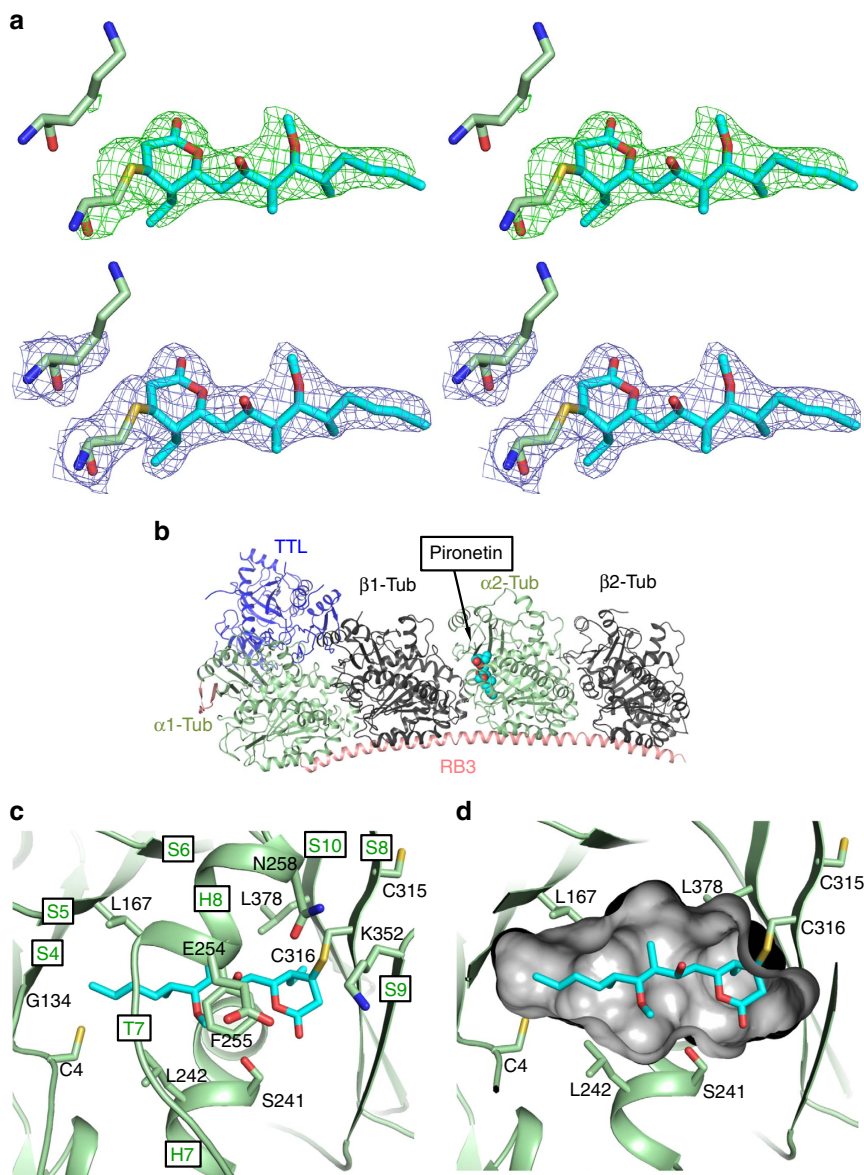 a
b
TTL
β1-Tub
Pironetin
α2-Tub
β2-Tub
α1-Tub
RB3
c
S6
N258
S10
S8
C315
L167
H8
L378
S5
E254
C316
K352
S4
S9
G134
T7
F255
C4
L242
S241
H7
d
L378
C315
L167
C316
C4
L242
S241